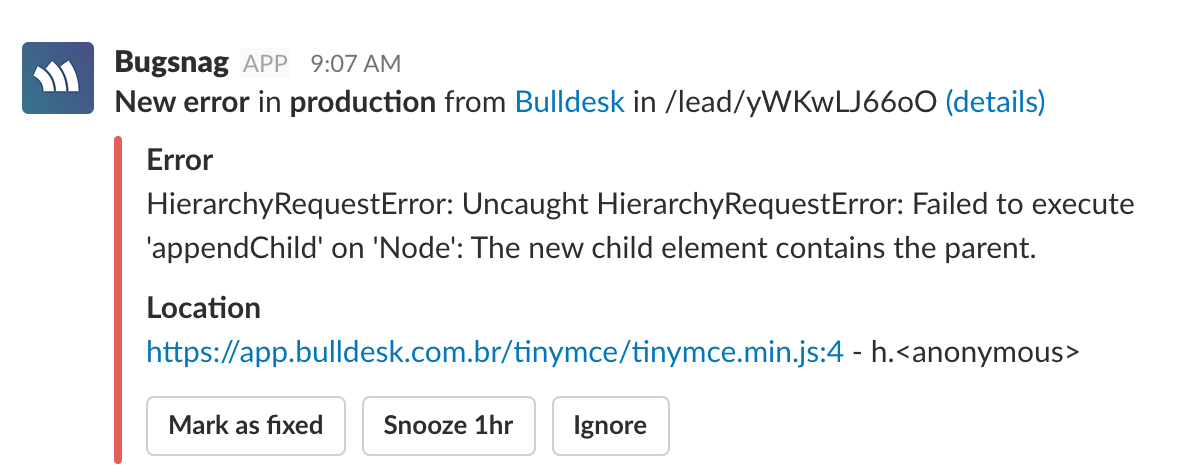 Bugsnag APP 9:07 AM
New error in production from Bulldesk in /lead/yWKwLJ66oO (details)
Error
HierarchyRequestError: Uncaught HierarchyRequestError: Failed to execute
'appendChild' on 'Node': The new child element contains the parent.
Location
https://app.bulldesk.com.br/tinymce/tinymce.min.js:4 - h.<anonymous>
Mark as fixed Snooze 1hr Ignore